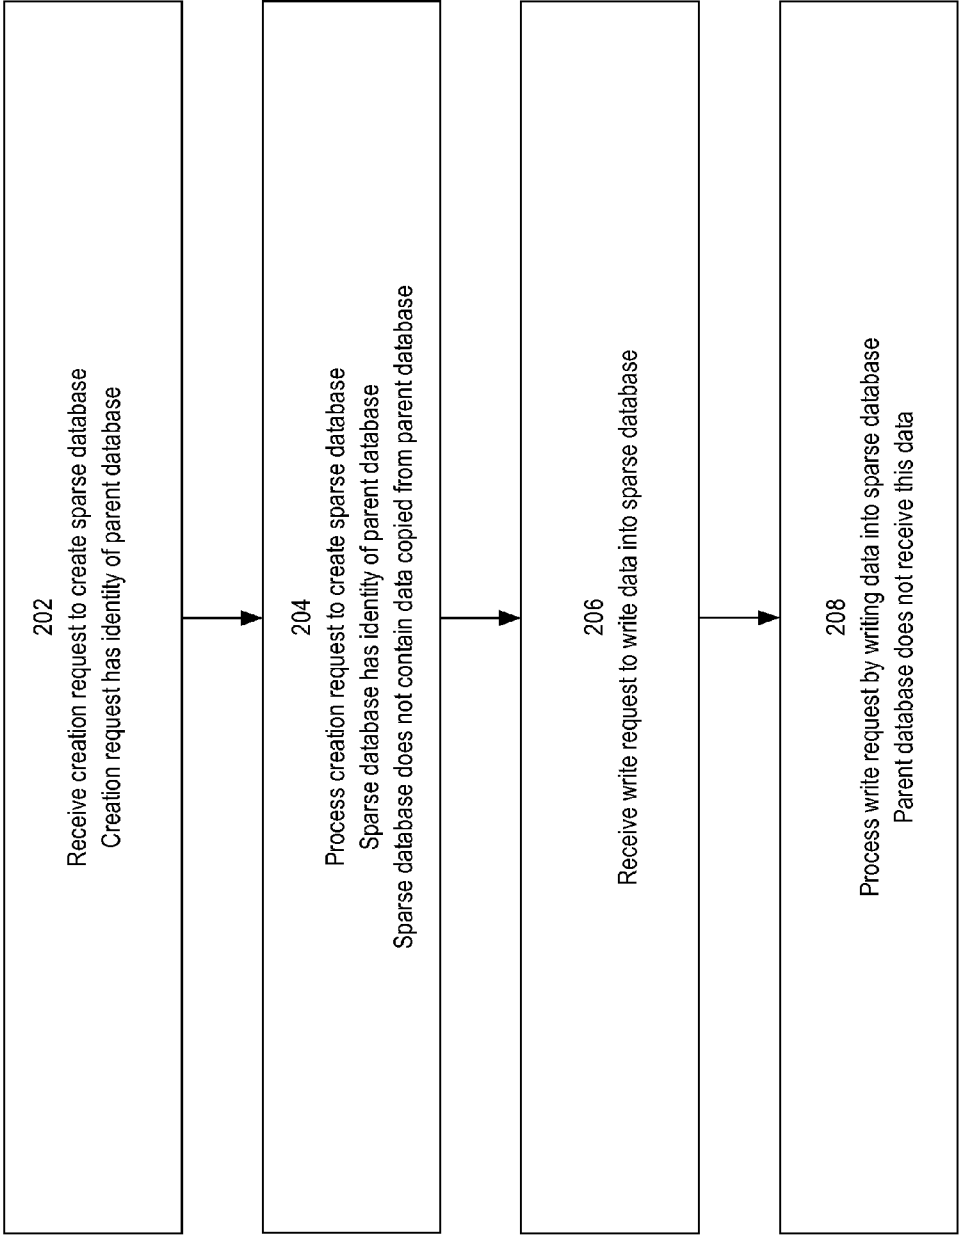 202
Receive creation request to create sparse database
Creation request has identity of parent database
204
Process creation request to create sparse database
Sparse database has identity of parent database
Sparse database does not contain data copied from parent database
206
Receive write request to write data into sparse database
208
Process write request by writing data into sparse database
Parent database does not receive this data